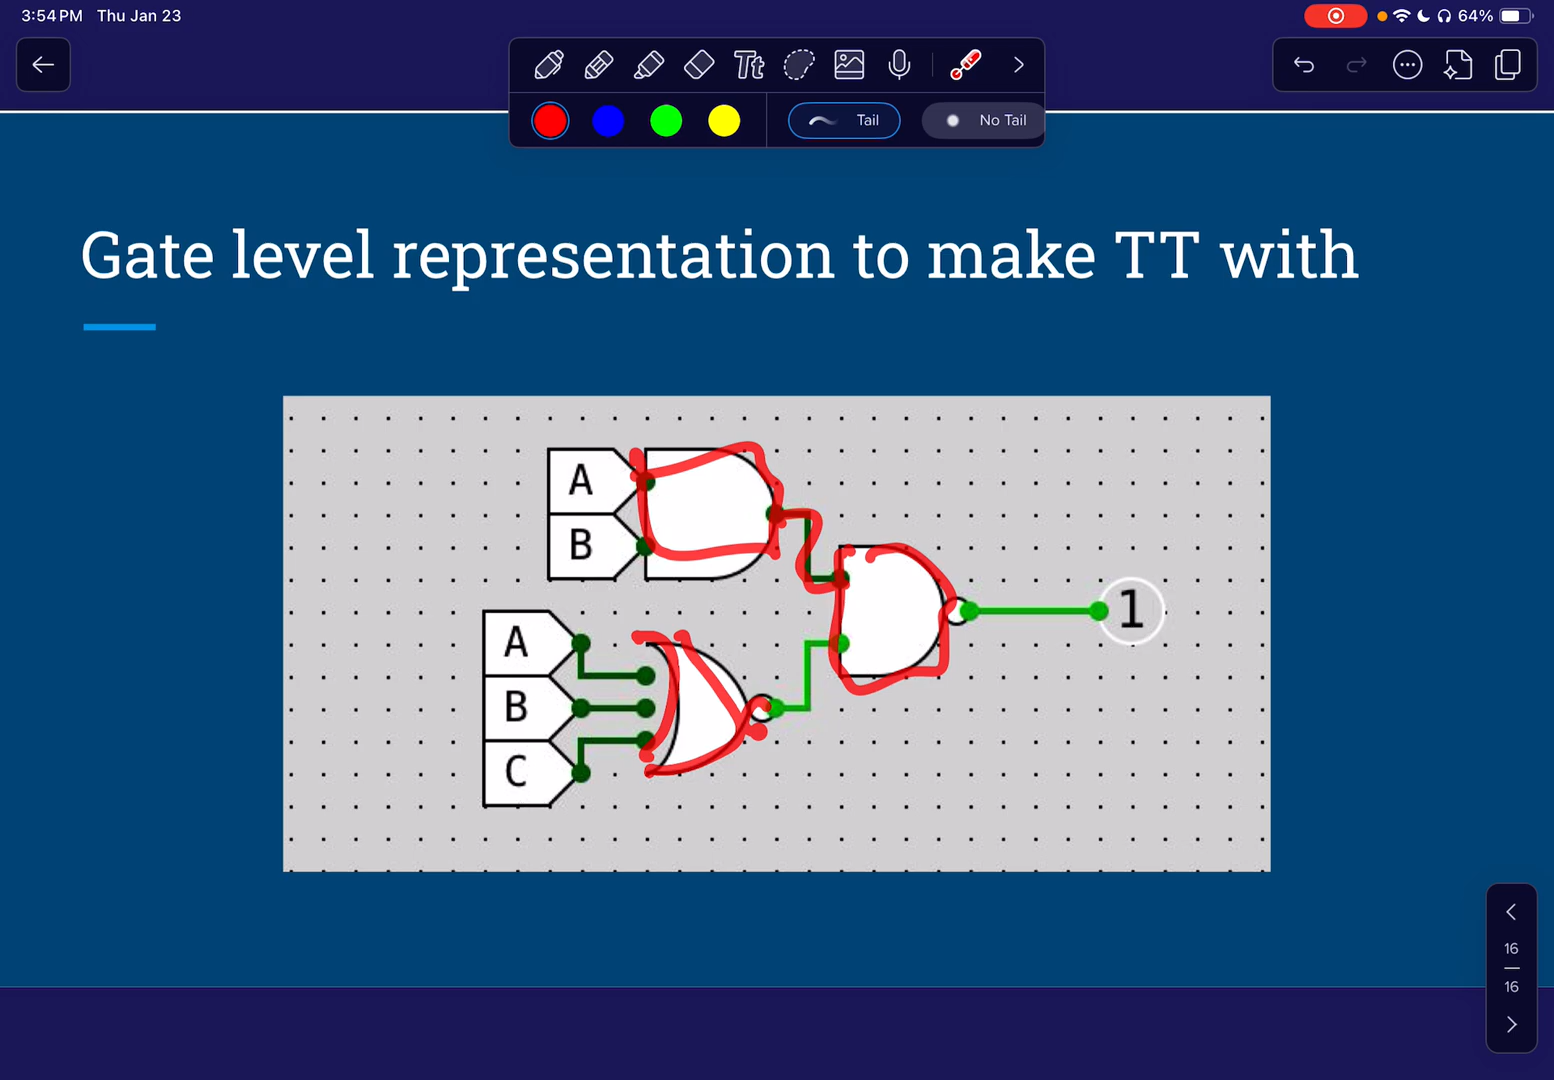 3:54 PM Thu Jan 23
64%
Tt
Tail
No Tail
Gate level representation to make TT with
A
B
A
B
C
1
16
16